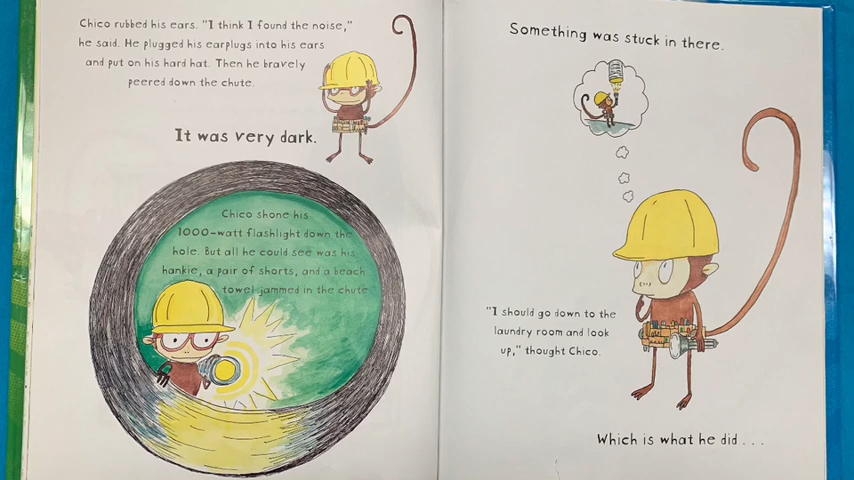 Chico rubbed his ears. "I think I found the noise,"
he said. He plugged his earplugs into his ears
and put on his hard hat. Then he bravely
peered down the chute.
It was very dark.
Chico shone his
1000-watt flashlight down the
hole. But all he could see was his
hankie, a pair of shorts, and a beach
towel jammed in the chute
Something was stuck in there.
"I should go down to the
laundry room and look
up," thought Chico.
Which is what he did . . .